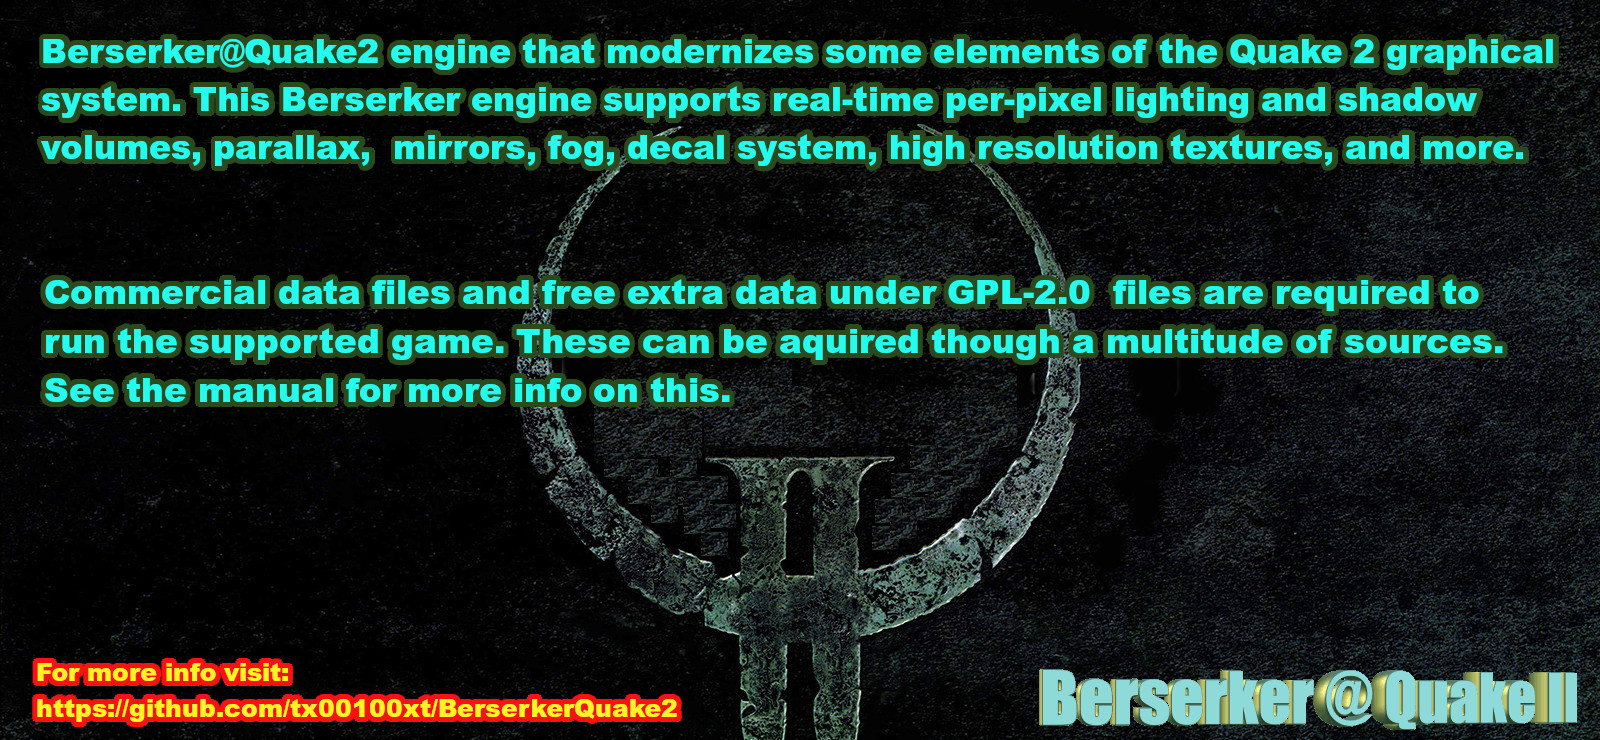 Berserker@Quake2 engine that modernizes some elements of the Quake 2 graphical
system. This Berserker engine supports real-time per-pixel lighting and shadow
volumes, parallax,  mirrors, fog, decal system, high resolution textures, and more.
Commercial data files and free extra data under GPL-2.0  files are required to
run the supported game. These can be aquired though a multitude of sources.
See the manual for more info on this.
For more info visit:
https://github.com/tx00100xt/BerserkerQuake2
Berserker@Quake II